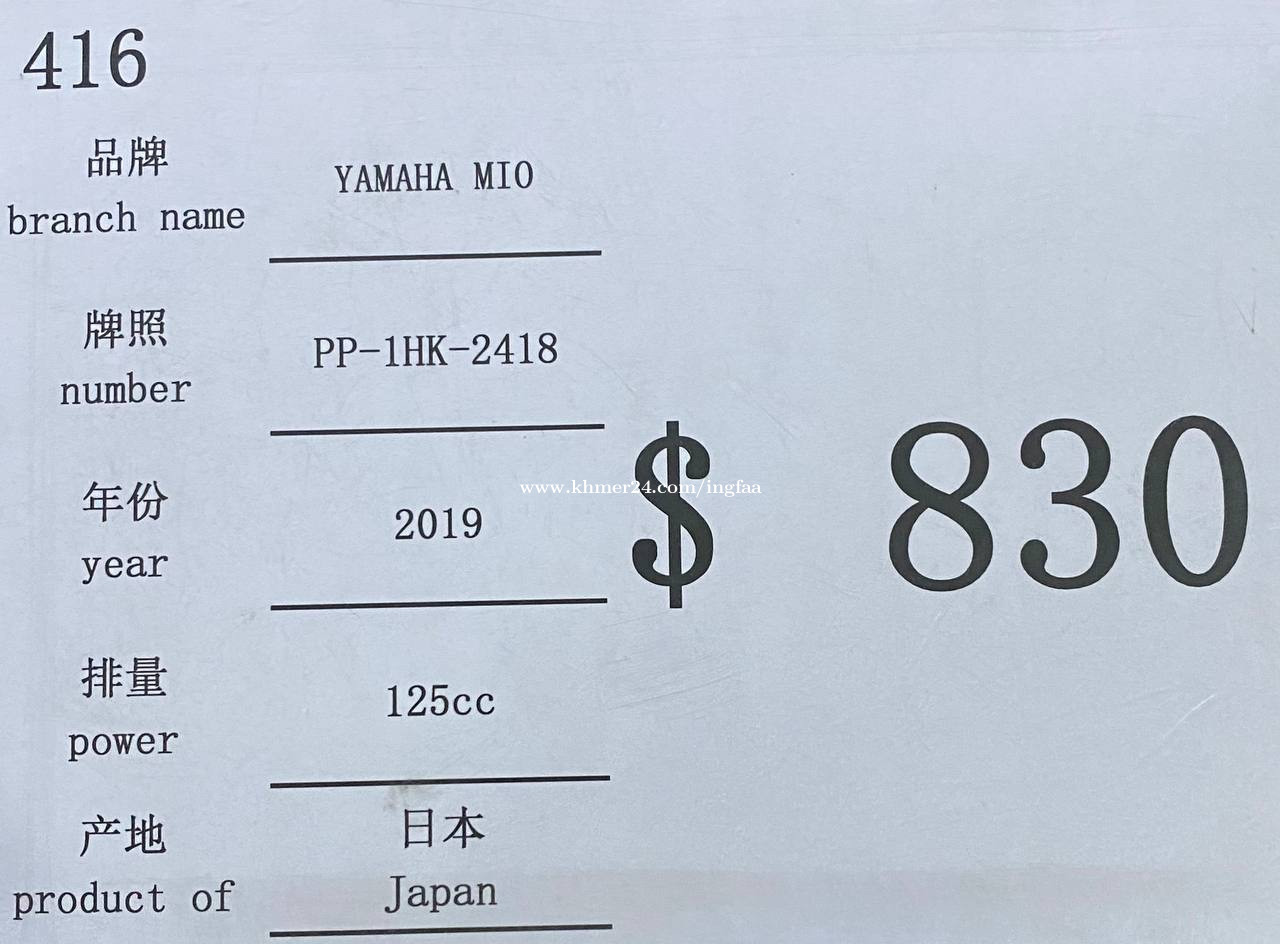 416
品牌
branch name
YAMAHA MIO
牌照
number
PP-1HK-2418
年份
year
2019
$ 830
www.khmer24.com/ingfaa
排量
power
125cc
产地
product of
日本
Japan